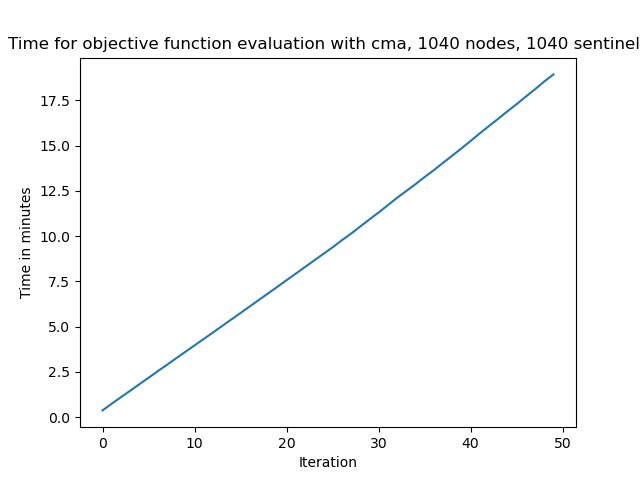 Time for objective function evaluation with cma, 1040 nodes, 1040 sentinel
17.5
15.0
12.5
10.0
7.5
5.0
2.5
0.0
Time in minutes
0 10 20 30 40 50
Iteration